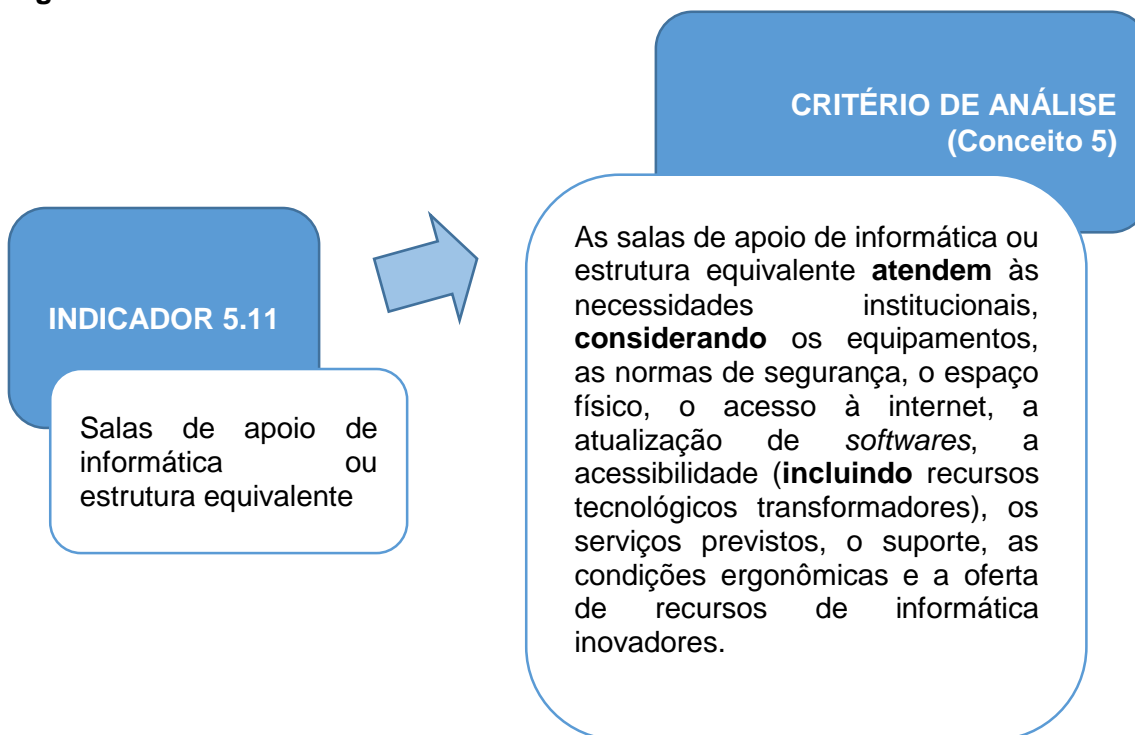 INDICADOR 5.11
Salas de apoio de
informática ou
estrutura equivalente
CRITÉRIO DE ANÁLISE
(Conceito 5)
As salas de apoio de informática ou
estrutura equivalente atendem às
necessidades institucionais,
considerando os equipamentos,
as normas de segurança, o espaço
físico, o acesso à internet, a
atualização de softwares, a
acessibilidade (incluindo recursos
tecnológicos transformadores), os
serviços previstos, o suporte, as
condições ergonômicas e a oferta
de recursos de informática
inovadores.